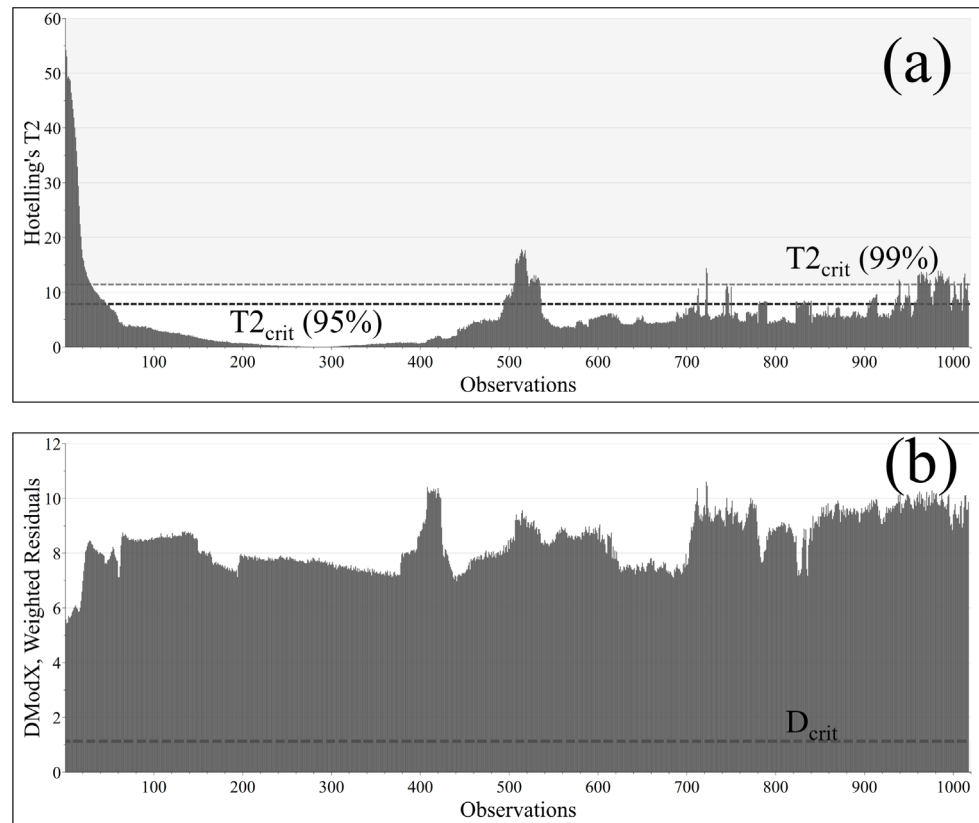 60
(a)
50
40
Hotelling's T2
30
20
T2crit (99%)
10
T2crit (95%)
0
100 200 300 400 500 600 700 800 900 1000
Observations
12
(b)
10
8
DModX, Weighted Residuals
6
4
2
Dcrit
0
100 200 300 400 500 600 700 800 900 1000
Observations